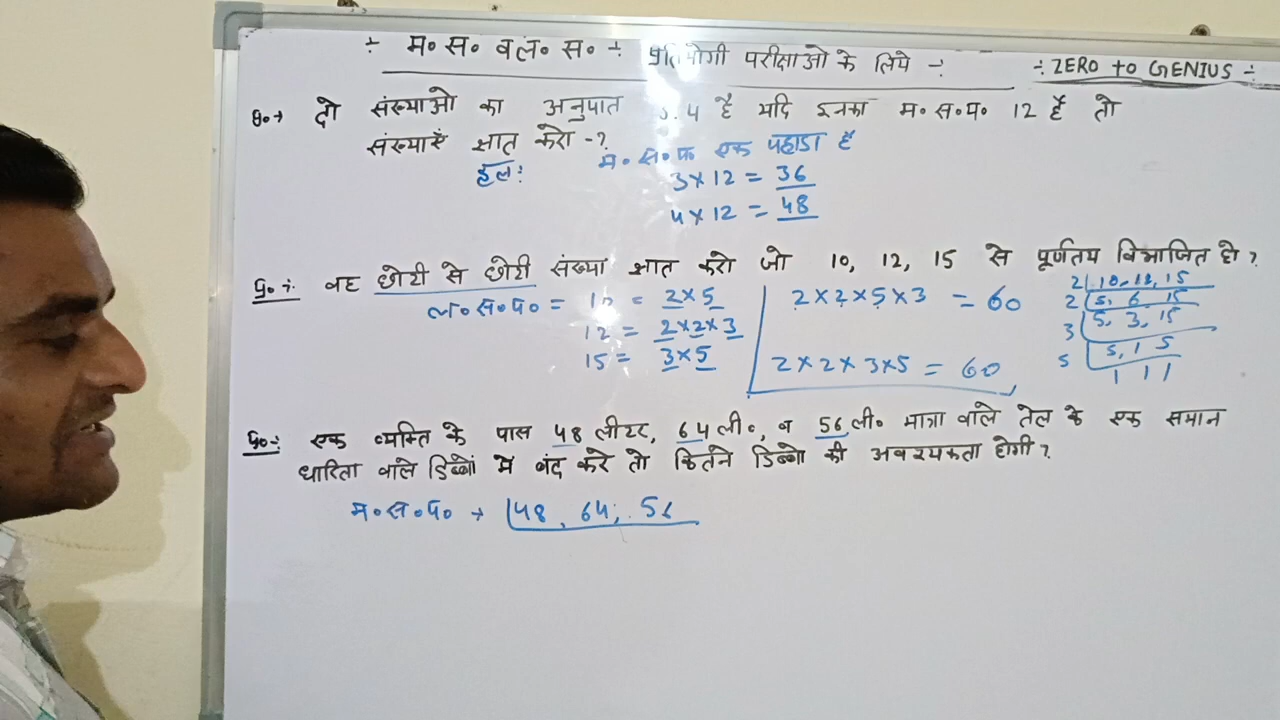 ÷ म॰ स॰ व ल॰ स॰ ÷ प्रतियोगी परीक्षाओ के लिये ÷
÷ ZERO to GENIUS ÷
दो संख्याओ का अनुपात 3:4 है यदि इनका म॰ स॰ प॰ 12 है तो
संख्याएँ ज्ञात करो -?
हल:
म॰ स॰ प॰ एक पहाडा है
3 × 12 = 36
4 × 12 = 48
प्र॰ ÷ वह छोटी से छोटी संख्या ज्ञात करो जो 10, 12, 15 से पूर्णतय विभाजित हो ?
ल॰ स॰ प॰ = 10 = 2×5
12 = 2×2×3
15 = 3×5
2×2×5×3 = 60
2×2×3×5 = 60
2 10, 12, 15
2 5, 6, 15
3 5, 3, 15
5 5, 1, 5
1 1 1
प्र॰ ÷ एक व्यक्ति के पास 48 लीटर, 64 ली॰, व 56 ली॰ मात्रा वाले तेल के एक समान
धारिता वाले डिब्बों में बंद करे तो कितने डिब्बो की अवश्यकता होगी ?
म॰ स॰ प॰ → 48, 64, 56